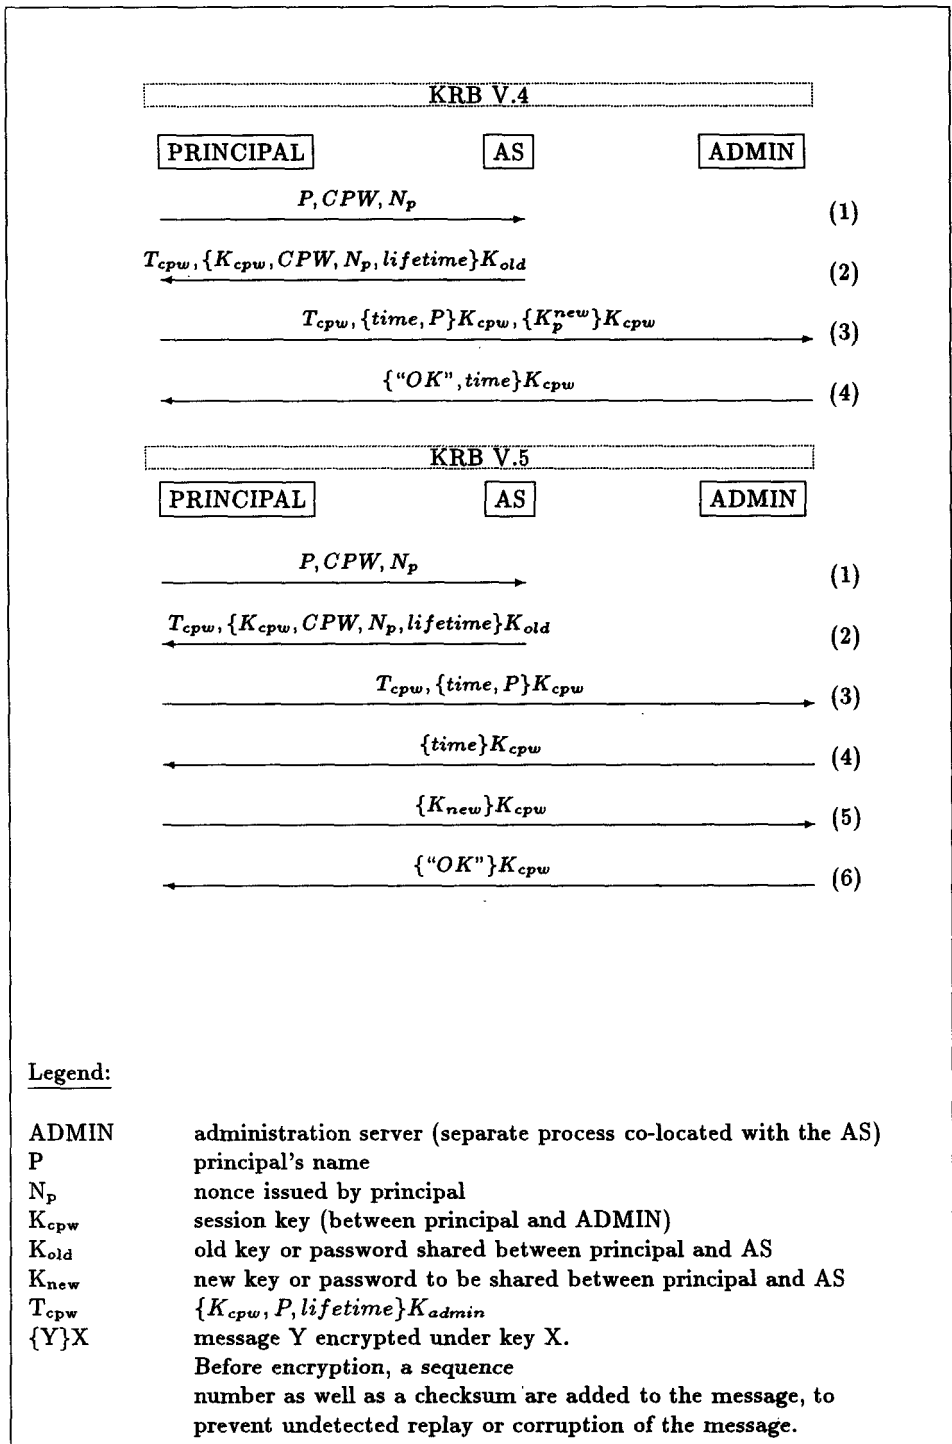 KRB V.4
PRINCIPAL AS ADMIN
P, CPW, N_p (1)
T_cpw, {K_cpw, CPW, N_p, lifetime}K_old (2)
T_cpw, {time, P}K_cpw, {K_p^new}K_cpw (3)
{"OK", time}K_cpw (4)
KRB V.5
PRINCIPAL AS ADMIN
P, CPW, N_p (1)
T_cpw, {K_cpw, CPW, N_p, lifetime}K_old (2)
T_cpw, {time, P}K_cpw (3)
{time}K_cpw (4)
{K_new}K_cpw (5)
{"OK"}K_cpw (6)
Legend:
ADMIN administration server (separate process co-located with the AS)
P principal's name
N_p nonce issued by principal
K_cpw session key (between principal and ADMIN)
K_old old key or password shared between principal and AS
K_new new key or password to be shared between principal and AS
T_cpw {K_cpw, P, lifetime}K_admin
{Y}X message Y encrypted under key X.
Before encryption, a sequence
number as well as a checksum are added to the message, to
prevent undetected replay or corruption of the message.